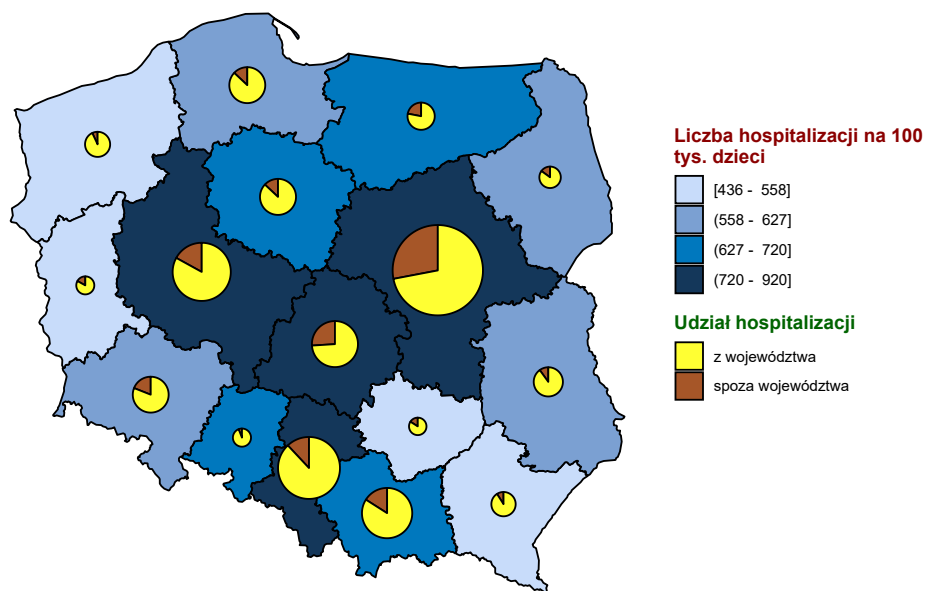 Liczba hospitalizacji na 100
tys. dzieci
[436 - 558]
(558 - 627]
(627 - 720]
(720 - 920]
Udział hospitalizacji
z województwa
spoza województwa